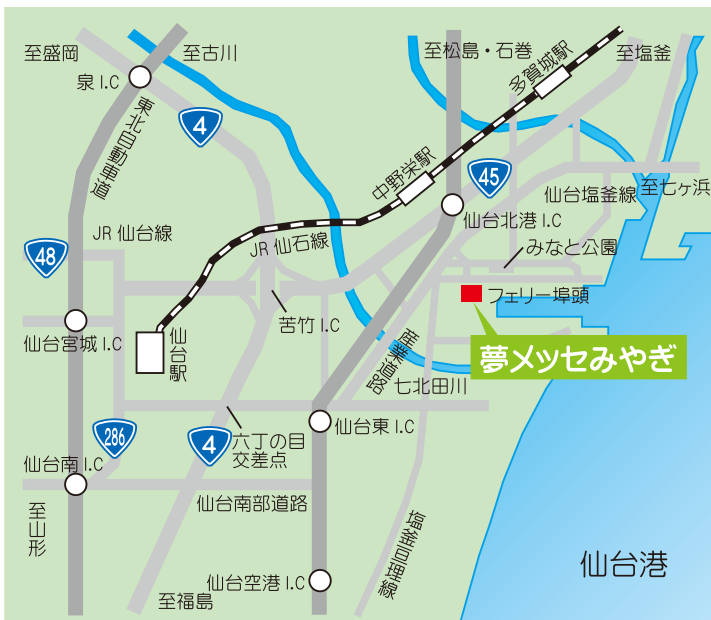 至盛岡
至古川
至松島・石巻
至塩釜
泉 I.C
多賀城駅
4
東北自動車道
中野栄駅
45
至七ヶ浜
仙台塩釜線
仙台北港 I.C
JR 仙台線
JR 仙石線
みなと公園
48
フェリー埠頭
苦竹 I.C
仙台宮城 I.C
仙台駅
産業道路
夢メッセみやぎ
七北田川
286
4
六丁の目
交差点
仙台東 I.C
仙台南 I.C
仙台南部道路
至山形
塩釜亘理線
仙台港
仙台空港 I.C
至福島